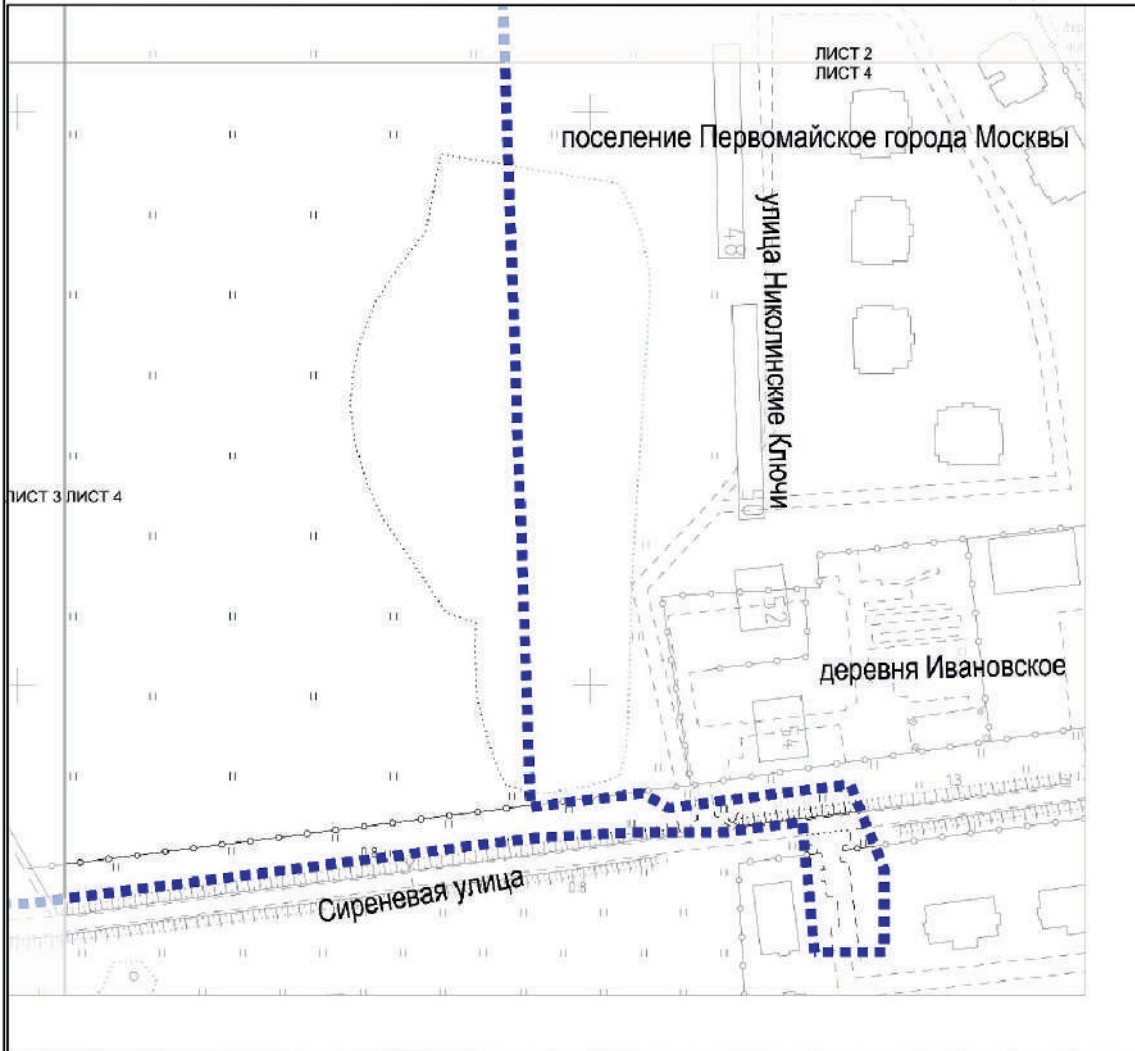 ЛИСТ 2
ЛИСТ 4
поселение Первомайское города Москвы
48
улица Николинские Ключи
ЛИСТ 3 ЛИСТ 4
52
деревня Ивановское
54
13
0.8
Сиреневая улица
0.8